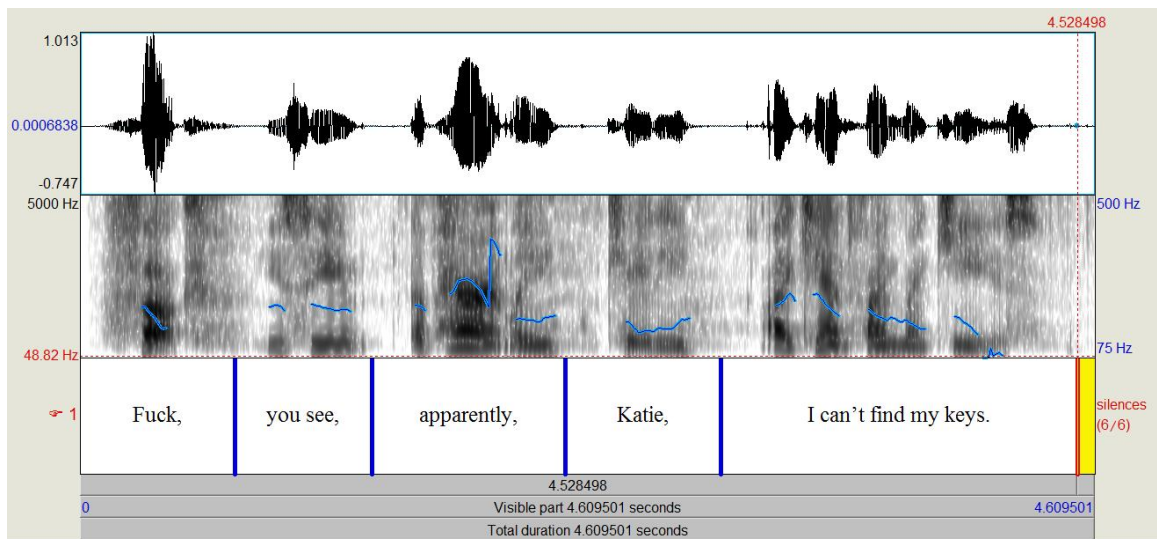 4.528498
1.013
0.0006838
-0.747
5000 Hz
500 Hz
48.82 Hz
75 Hz
☞ 1
Fuck,
you see,
apparently,
Katie,
I can’t find my keys.
silences
(6/6)
4.528498
0
Visible part 4.609501 seconds
4.609501
Total duration 4.609501 seconds